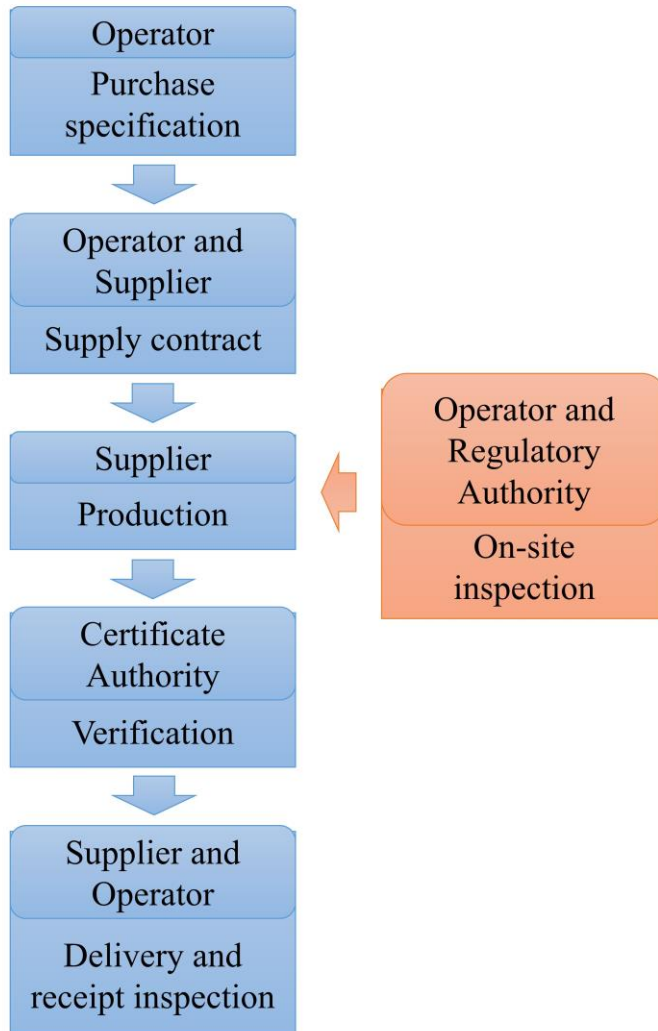 Operator
Purchase
specification
Operator and
Supplier
Supply contract
Supplier
Production
Operator and
Regulatory
Authority
On-site
inspection
Certificate
Authority
Verification
Supplier and
Operator
Delivery and
receipt inspection